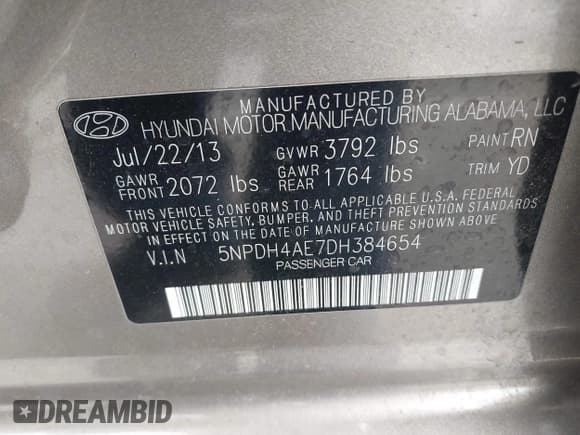 MANUFACTURED BY
HYUNDAI MOTOR MANUFACTURING ALABAMA, LLC
Jul/22/13 GVWR 3792 lbs PAINT RN
GAWR FRONT 2072 lbs GAWR REAR 1764 lbs TRIM YD
THIS VEHICLE CONFORMS TO ALL APPLICABLE U.S.A. FEDERAL
MOTOR VEHICLE SAFETY, BUMPER, AND THEFT PREVENTION STANDARDS
IN EFFECT ON THE DATE OF MANUFACTURE SHOWN ABOVE
V.I.N 5NPDH4AE7DH384654
PASSENGER CAR
DREAMBID